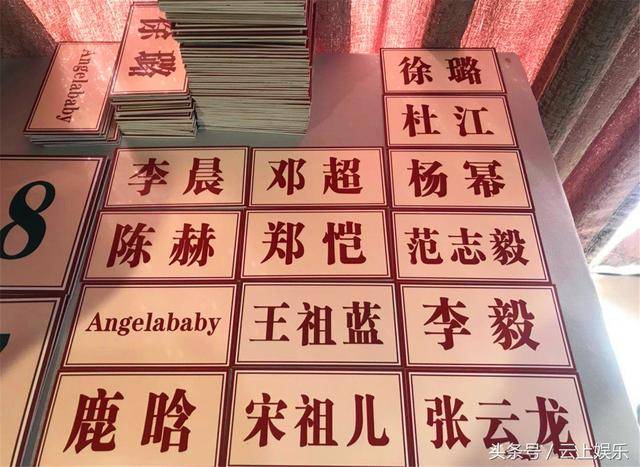 Angelababy
徐璐
徐璐
杜江
李晨
邓超
杨幂
8
陈赫
郑恺
范志毅
Angelababy
王祖蓝
李毅
鹿晗
宋祖儿
张云龙
头条号 / 云上娱乐